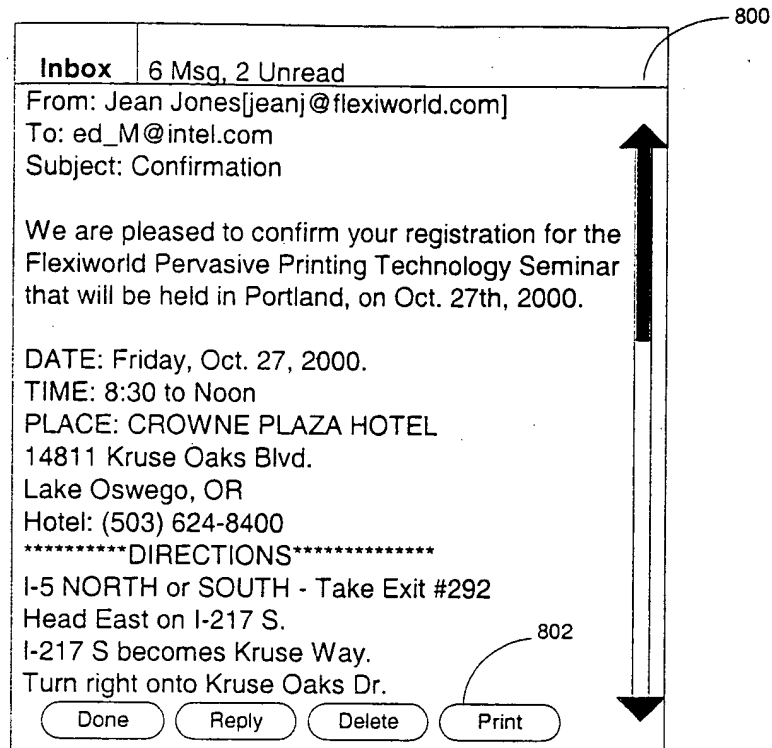 800
Inbox 6 Msg, 2 Unread
From: Jean Jones[jeanj@flexiworld.com]
To: ed_M@intel.com
Subject: Confirmation
We are pleased to confirm your registration for the
Flexiworld Pervasive Printing Technology Seminar
that will be held in Portland, on Oct. 27th, 2000.
DATE: Friday, Oct. 27, 2000.
TIME: 8:30 to Noon
PLACE: CROWNE PLAZA HOTEL
14811 Kruse Oaks Blvd.
Lake Oswego, OR
Hotel: (503) 624-8400
**********DIRECTIONS**************
I-5 NORTH or SOUTH - Take Exit #292
Head East on I-217 S.
802
I-217 S becomes Kruse Way.
Turn right onto Kruse Oaks Dr.
Done Reply Delete Print